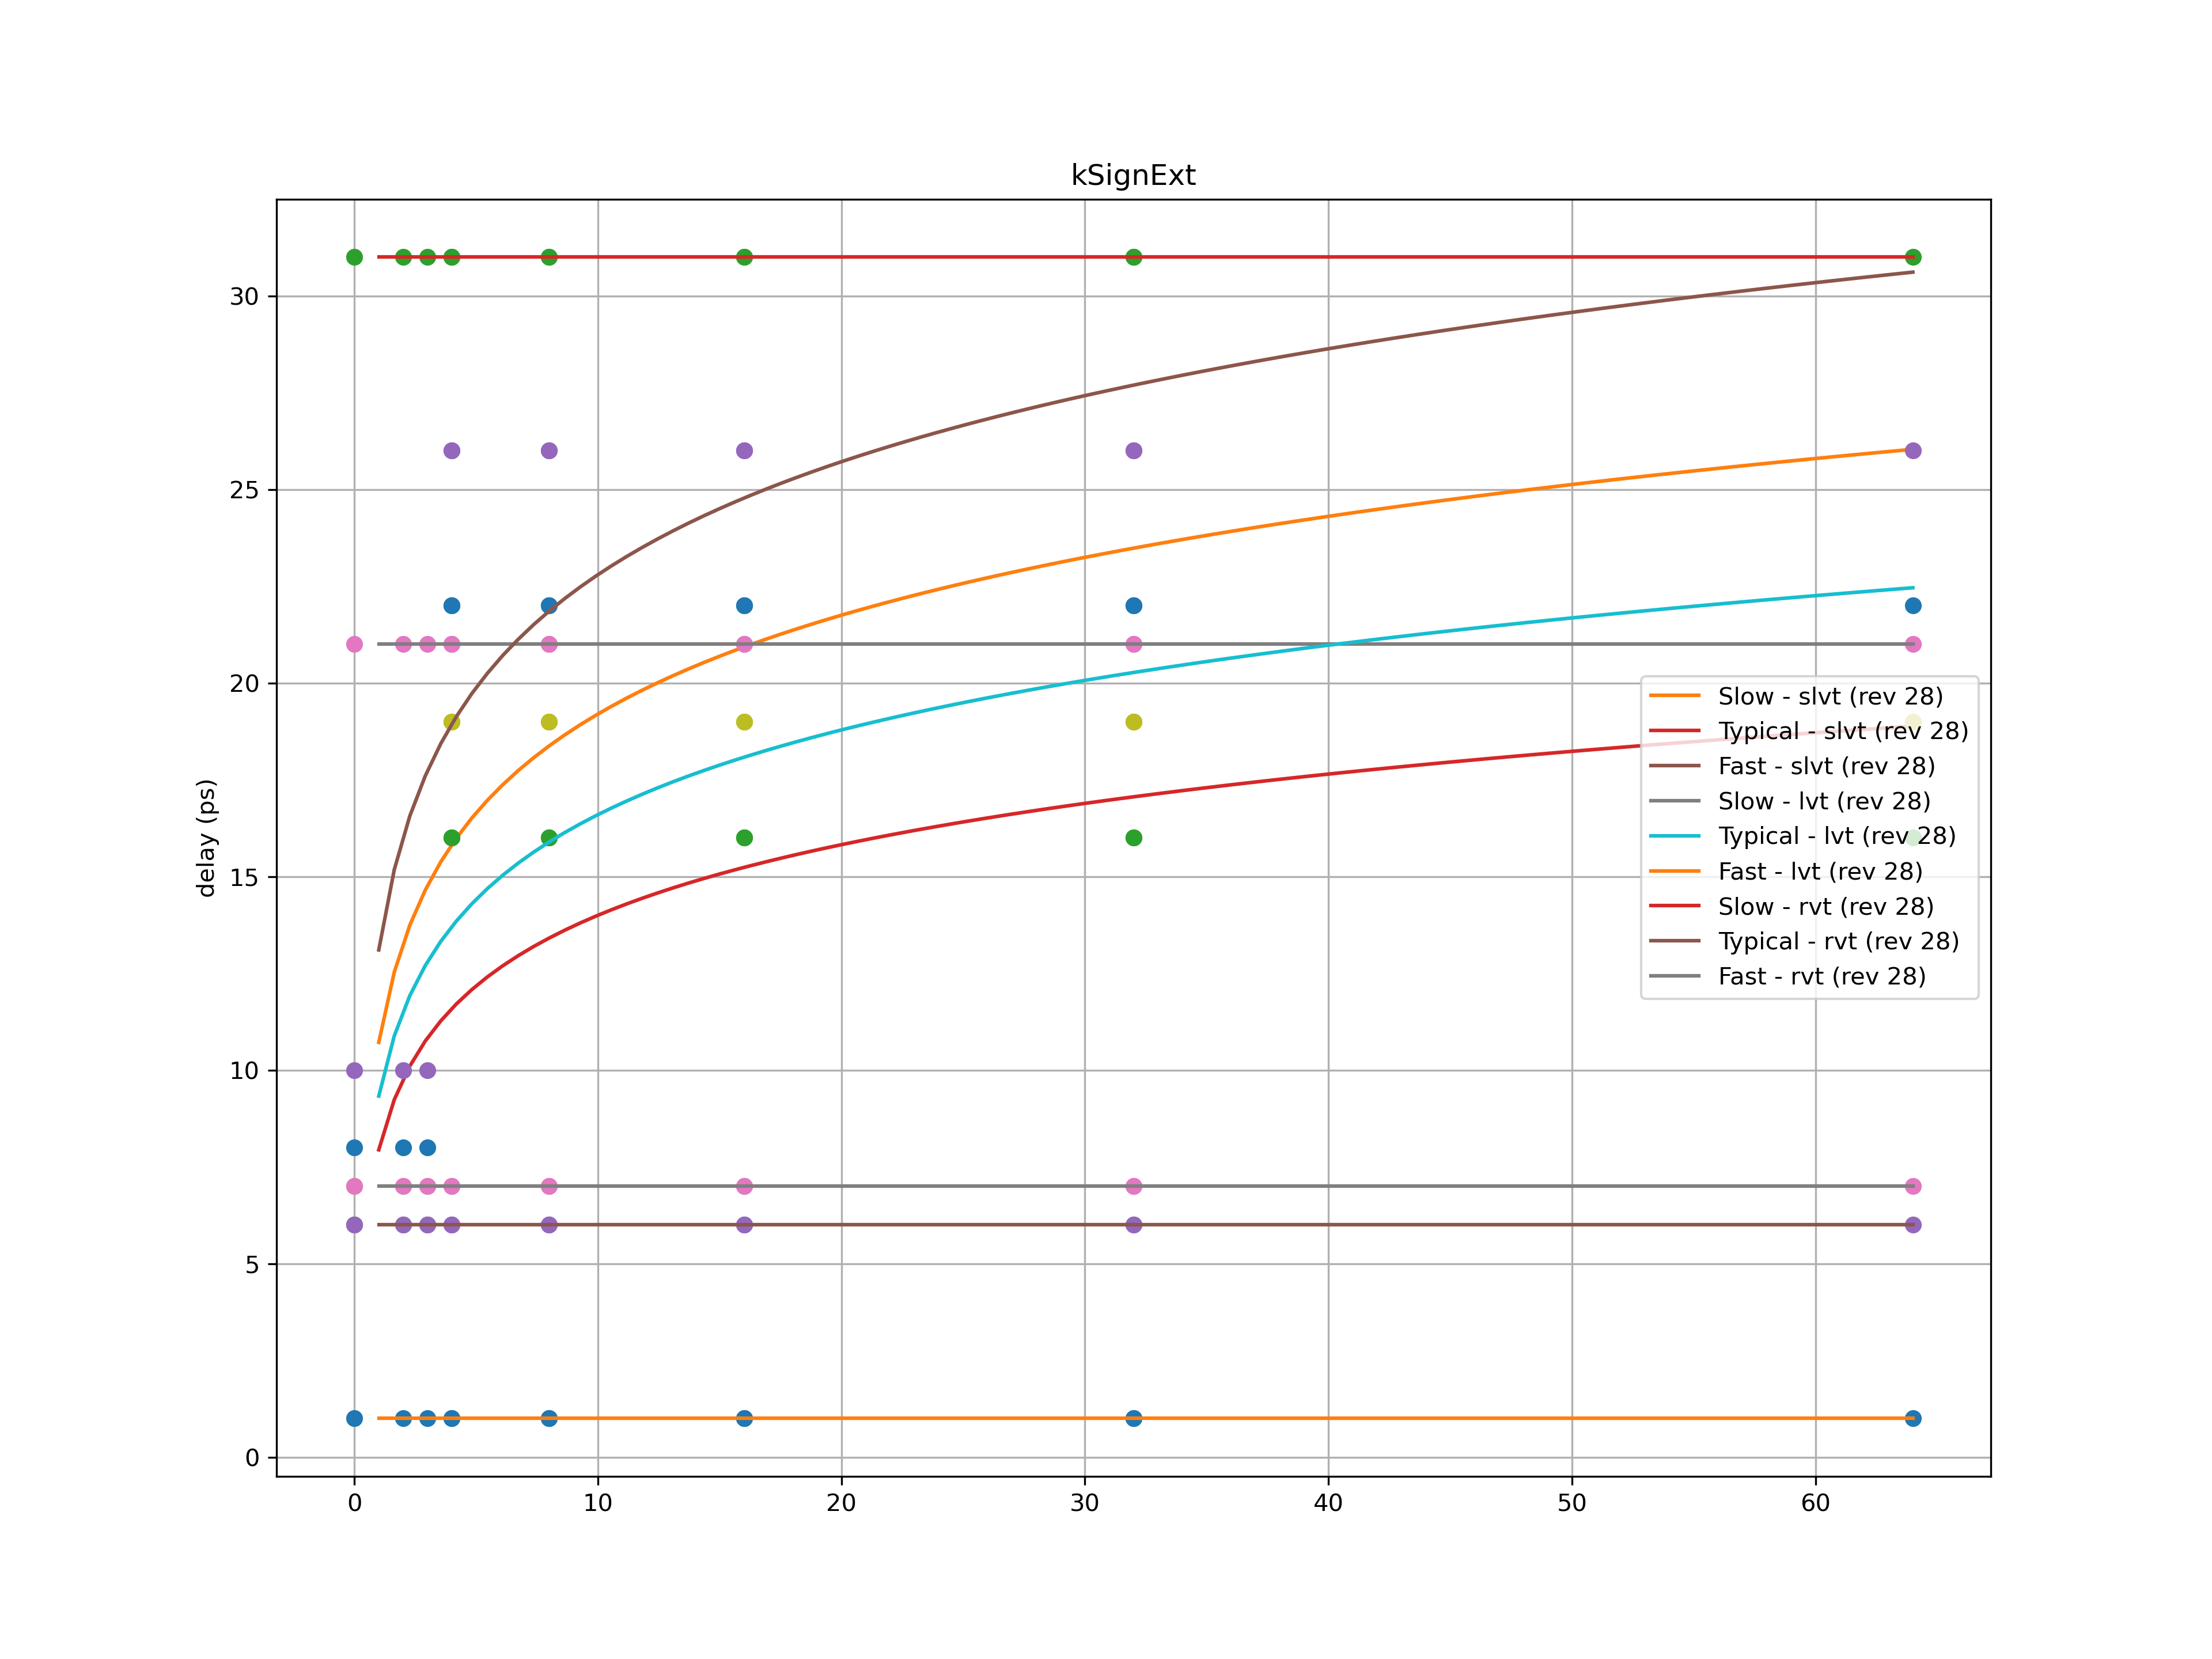 kSignExt
delay (ps)
30
25
20
15
10
5
0
0 10 20 30 40 50 60
Slow - slvt (rev 28)
Typical - slvt (rev 28)
Fast - slvt (rev 28)
Slow - lvt (rev 28)
Typical - lvt (rev 28)
Fast - lvt (rev 28)
Slow - rvt (rev 28)
Typical - rvt (rev 28)
Fast - rvt (rev 28)